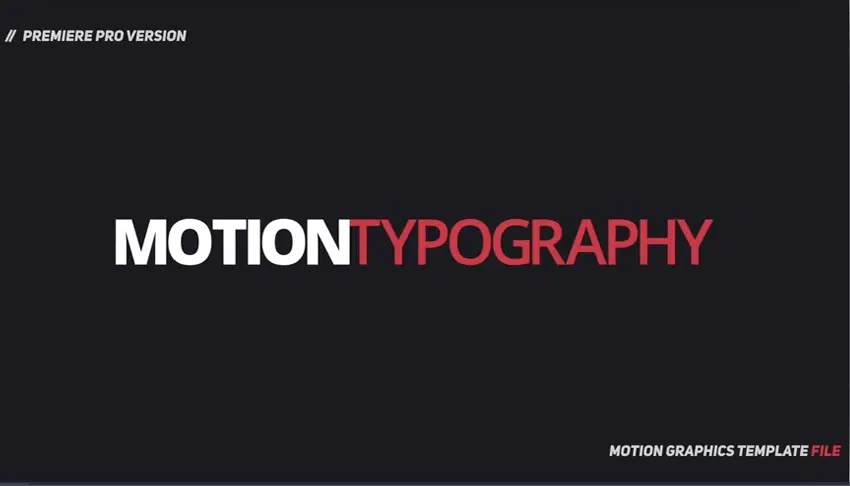 // PREMIERE PRO VERSION
MOTIONTYPOGRAPHY
MOTION GRAPHICS TEMPLATE FILE